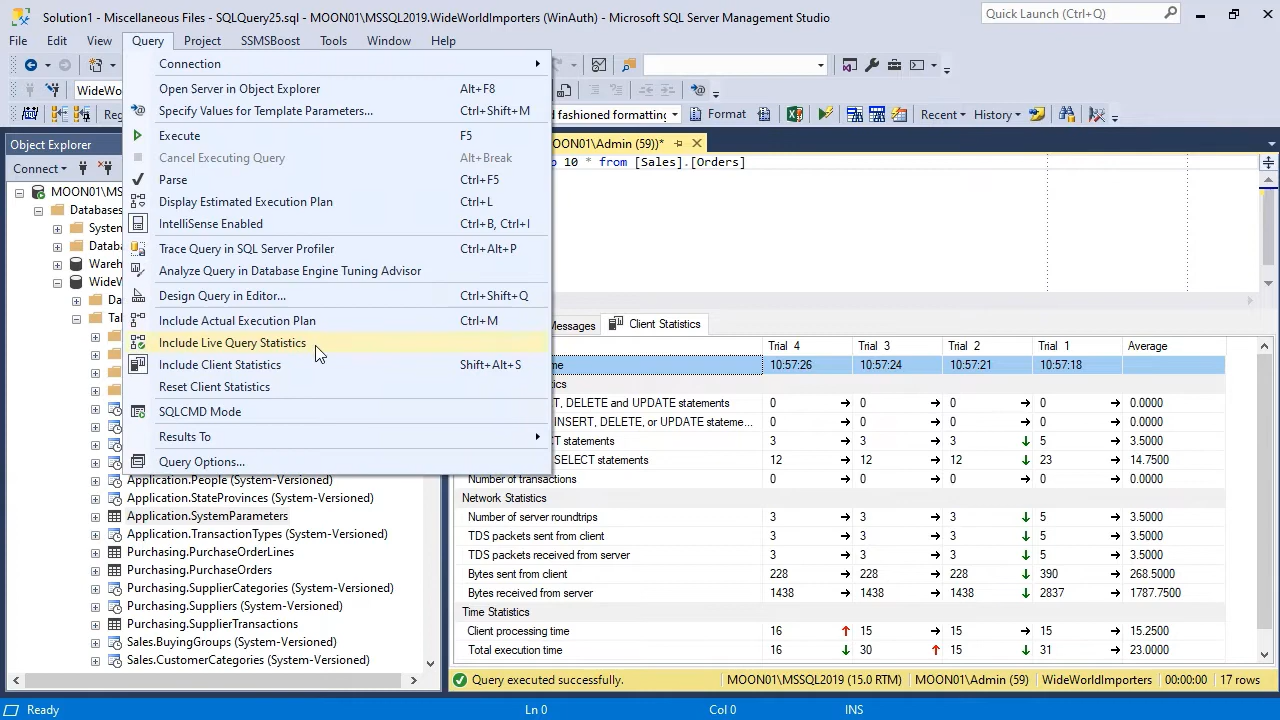 Solution1 - Miscellaneous Files - SQLQuery25.sql - MOON01\MSSQL2019.WideWorldImporters (WinAuth) - Microsoft SQL Server Management Studio
Quick Launch (Ctrl+Q)
File Edit View Query Project SSMSBoost Tools Window Help
WideWo
Reg
d fashioned formatting
Format
Recent
History
Object Explorer
Connect
MOON01\MS
Databases
System
Databa
Wareh
WideW
Da
Tal
Application.People (System-Versioned)
Application.StateProvinces (System-Versioned)
Application.SystemParameters
Application.TransactionTypes (System-Versioned)
Purchasing.PurchaseOrderLines
Purchasing.PurchaseOrders
Purchasing.SupplierCategories (System-Versioned)
Purchasing.Suppliers (System-Versioned)
Purchasing.SupplierTransactions
Sales.BuyingGroups (System-Versioned)
Sales.CustomerCategories (System-Versioned)
Connection
Open Server in Object Explorer Alt+F8
Specify Values for Template Parameters... Ctrl+Shift+M
Execute F5
Cancel Executing Query Alt+Break
Parse Ctrl+F5
Display Estimated Execution Plan Ctrl+L
IntelliSense Enabled Ctrl+B, Ctrl+I
Trace Query in SQL Server Profiler Ctrl+Alt+P
Analyze Query in Database Engine Tuning Advisor
Design Query in Editor... Ctrl+Shift+Q
Include Actual Execution Plan Ctrl+M
Include Live Query Statistics
Include Client Statistics Shift+Alt+S
Reset Client Statistics
SQLCMD Mode
Results To
Query Options...
OON01\Admin (59))*
p 10 * from [Sales].[Orders]
Messages Client Statistics
Trial 4 Trial 3 Trial 2 Trial 1 Average
me 10:57:26 10:57:24 10:57:21 10:57:18
tics
T, DELETE and UPDATE statements 0 → 0 → 0 → 0 → 0.0000
INSERT, DELETE, or UPDATE stateme... 0 → 0 → 0 → 0 → 0.0000
CT statements 3 → 3 → 3 ↓ 5 → 3.5000
SELECT statements 12 → 12 → 12 ↓ 23 → 14.7500
Number of transactions 0 → 0 → 0 → 0 → 0.0000
Network Statistics
Number of server roundtrips 3 → 3 → 3 ↓ 5 → 3.5000
TDS packets sent from client 3 → 3 → 3 ↓ 5 → 3.5000
TDS packets received from server 3 → 3 → 3 ↓ 5 → 3.5000
Bytes sent from client 228 → 228 → 228 ↓ 390 → 268.5000
Bytes received from server 1438 → 1438 → 1438 ↓ 2837 → 1787.7500
Time Statistics
Client processing time 16 ↑ 15 → 15 → 15 → 15.2500
Total execution time 16 ↓ 30 ↑ 15 ↓ 31 → 23.0000
Query executed successfully. MOON01\MSSQL2019 (15.0 RTM) MOON01\Admin (59) WideWorldImporters 00:00:00 17 rows
Ready Ln 0 Col 0 INS